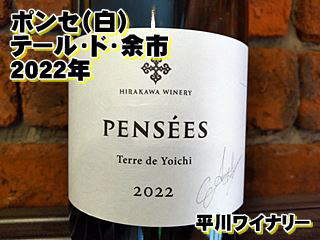 ポンセ(白)
テール・ド・余市
2022年
HIRAKAWA WINERY
PENSÉES
Terre de Yoichi
2022
平川ワイナリー